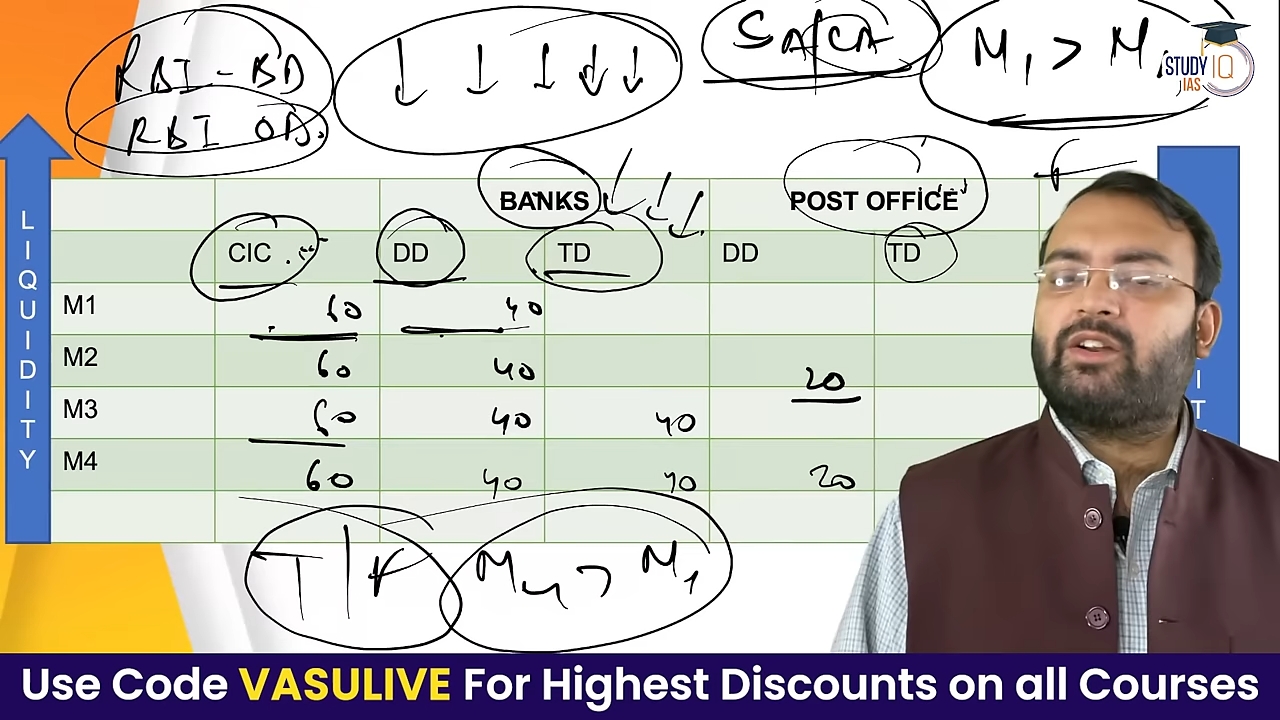 RBI - BD
RBI OD.
SA/CA
M1 > M
STUDY IQ
IAS
BANKS
POST OFFICE
LIQUIDITY
CIC
DD
TD
DD
TD
M1 60 40
M2 60 40 20
M3 60 40 40
M4 60 40 40 20
T | F
M4 > M1
Use Code VASULIVE For Highest Discounts on all Courses